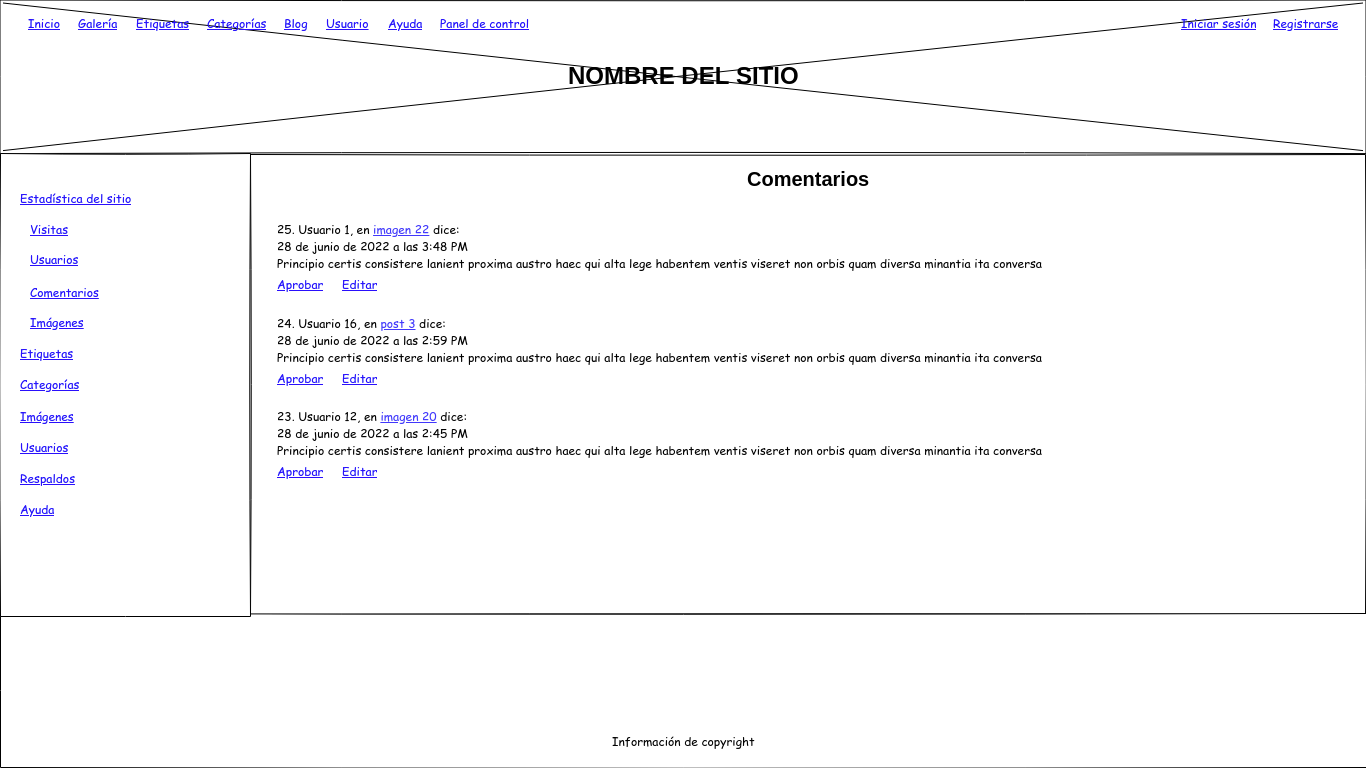 Inicio Galería Etiquetas Categorías Blog Usuario Ayuda Panel de control Iniciar sesión Registrarse
NOMBRE DEL SITIO
Estadística del sitio
Visitas
Usuarios
Comentarios
Imágenes
Etiquetas
Categorías
Imágenes
Usuarios
Respaldos
Ayuda
Comentarios
25. Usuario 1, en imagen 22 dice:
28 de junio de 2022 a las 3:48 PM
Principio certis consistere lanient proxima austro haec qui alta lege habentem ventis viseret non orbis quam diversa minantia ita conversa
Aprobar Editar
24. Usuario 16, en post 3 dice:
28 de junio de 2022 a las 2:59 PM
Principio certis consistere lanient proxima austro haec qui alta lege habentem ventis viseret non orbis quam diversa minantia ita conversa
Aprobar Editar
23. Usuario 12, en imagen 20 dice:
28 de junio de 2022 a las 2:45 PM
Principio certis consistere lanient proxima austro haec qui alta lege habentem ventis viseret non orbis quam diversa minantia ita conversa
Aprobar Editar
Información de copyright